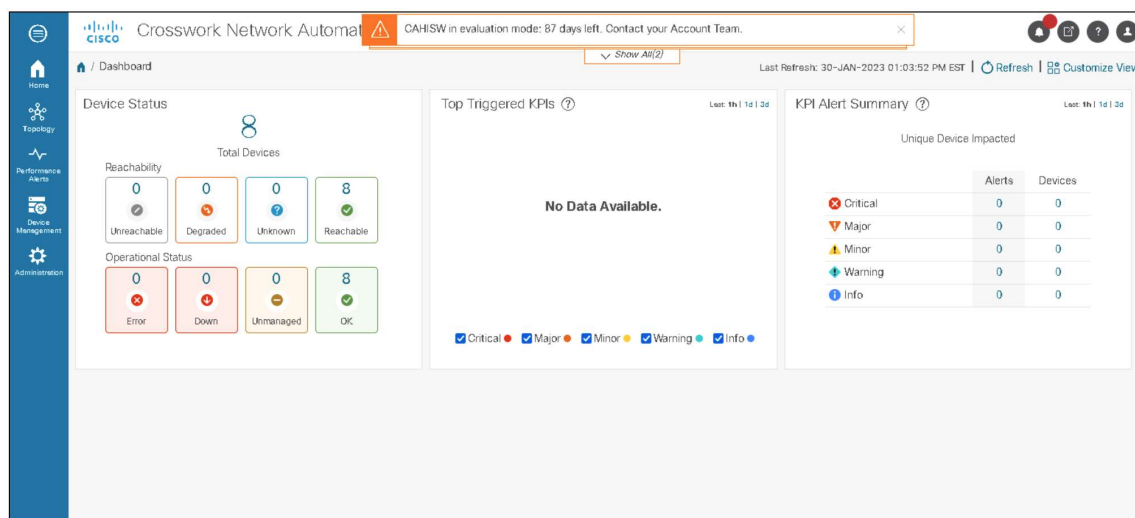 CISCO
Crosswork Network Automat
CAHISW in evaluation mode: 87 days left. Contact your Account Team.
Show All(2)
/ Dashboard
Last Refresh: 30-JAN-2023 01:03:52 PM EST | Refresh | Customize View
Home
Topology
Performance
Alerts
Device
Management
Administration
Device Status
8
Total Devices
Reachability
0 0 0 8
Unreachable Degraded Unknown Reachable
Operational Status
0 0 0 8
Error Down Unmanaged OK
Top Triggered KPIs ?
Last: 1h | 1d | 3d
No Data Available.
Critical Major Minor Warning Info
KPI Alert Summary ?
Last: 1h | 1d | 3d
Unique Device Impacted
Alerts Devices
Critical 0 0
Major 0 0
Minor 0 0
Warning 0 0
Info 0 0